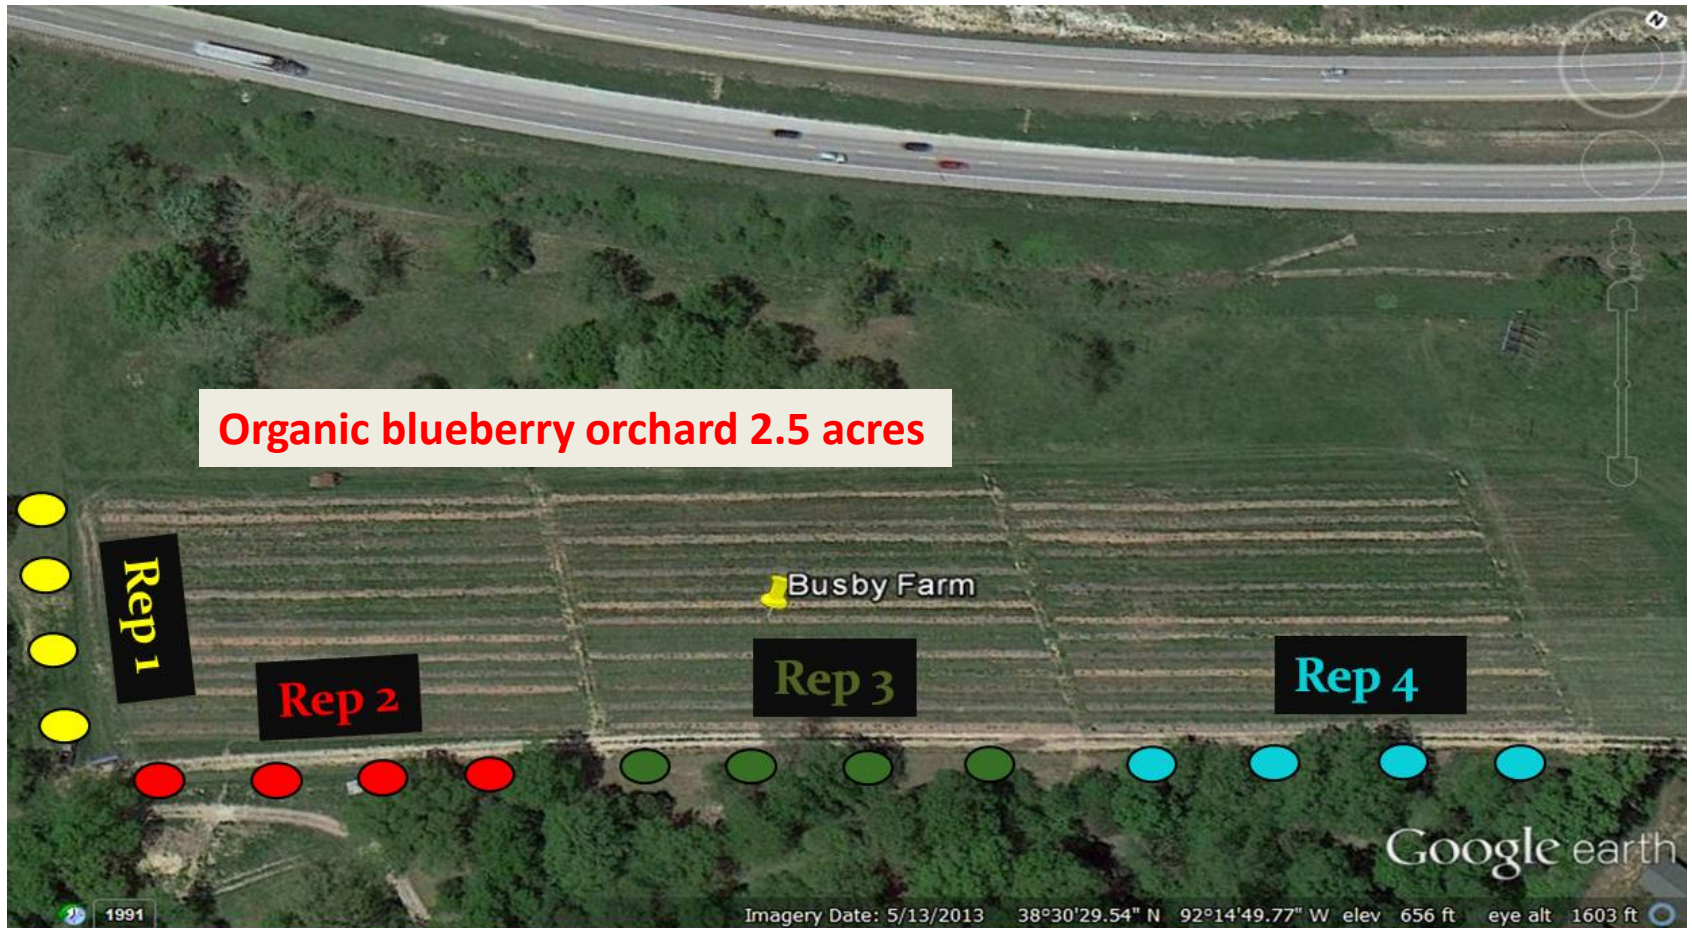 N
Organic blueberry orchard 2.5 acres
Rep 1
Busby Farm
Rep 2
Rep 3
Rep 4
Google earth
1991
Imagery Date: 5/13/2013 38°30'29.54" N 92°14'49.77" W elev 656 ft eye alt 1603 ft